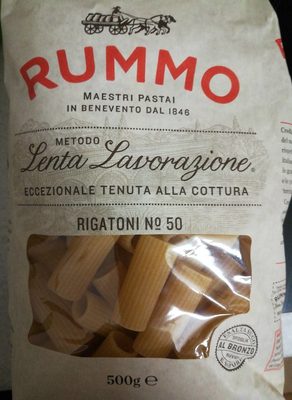 RUMMO
MAESTRI PASTAI
IN BENEVENTO DAL 1846
METODO
Lenta Lavorazione®
ECCEZIONALE TENUTA ALLA COTTURA
RIGATONI Nº 50
AL BRONZO
500g ℮